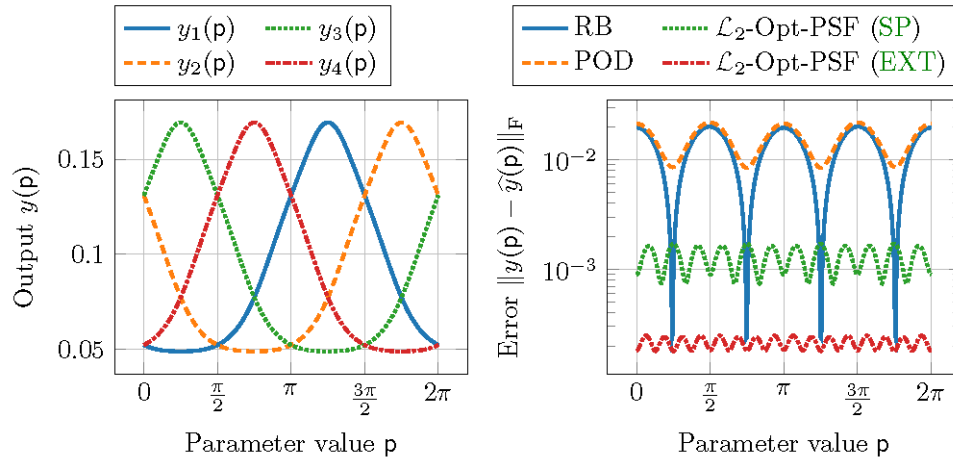 y₁(p)
y₃(p)
y₂(p)
y₄(p)
0.15
0.1
0.05
Output y(p)
0
π/2
π
3π/2
2π
Parameter value p
RB
ℒ₂-Opt-PSF (SP)
POD
ℒ₂-Opt-PSF (EXT)
10⁻²
10⁻³
Error ‖y(p) − ỹ(p)‖F
0
π/2
π
3π/2
2π
Parameter value p